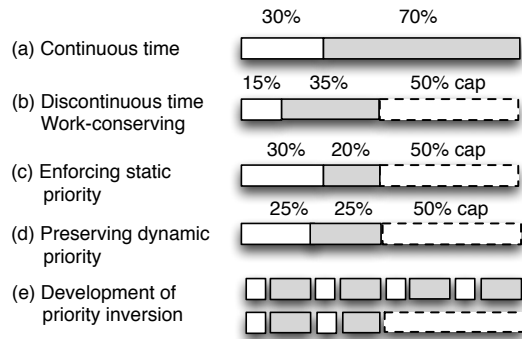 30% 70%
(a) Continuous time
15% 35% 50% cap
(b) Discontinuous time
Work-conserving
30% 20% 50% cap
(c) Enforcing static
priority
25% 25% 50% cap
(d) Preserving dynamic
priority
(e) Development of
priority inversion